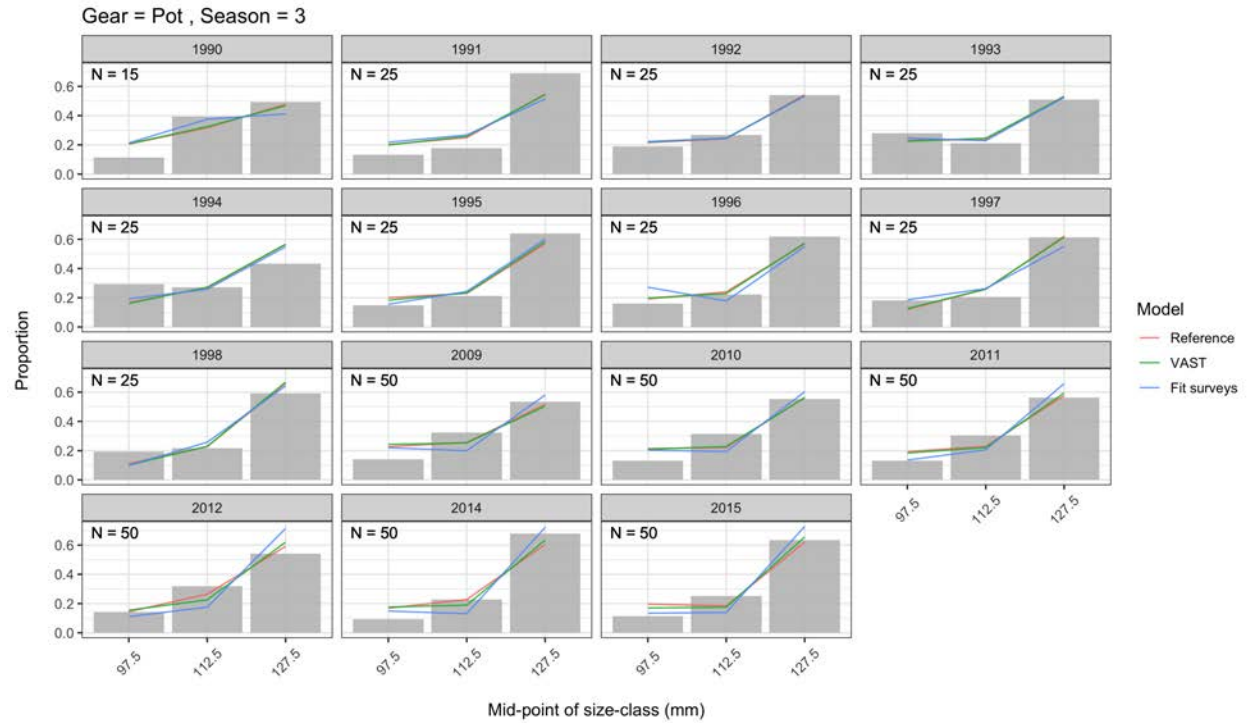 Gear = Pot , Season = 3
1990 1991 1992 1993
N = 15 N = 25 N = 25 N = 25
0.6
0.4
0.2
0.0
1994 1995 1996 1997
N = 25 N = 25 N = 25 N = 25
0.6
0.4
0.2
0.0
1998 2009 2010 2011
N = 25 N = 50 N = 50 N = 50
0.6
0.4
0.2
0.0
97.5 112.5 127.5
2012 2014 2015
N = 50 N = 50 N = 50
0.6
0.4
0.2
0.0
97.5 112.5 127.5 97.5 112.5 127.5 97.5 112.5 127.5
Proportion
Mid-point of size-class (mm)
Model
Reference
VAST
Fit surveys